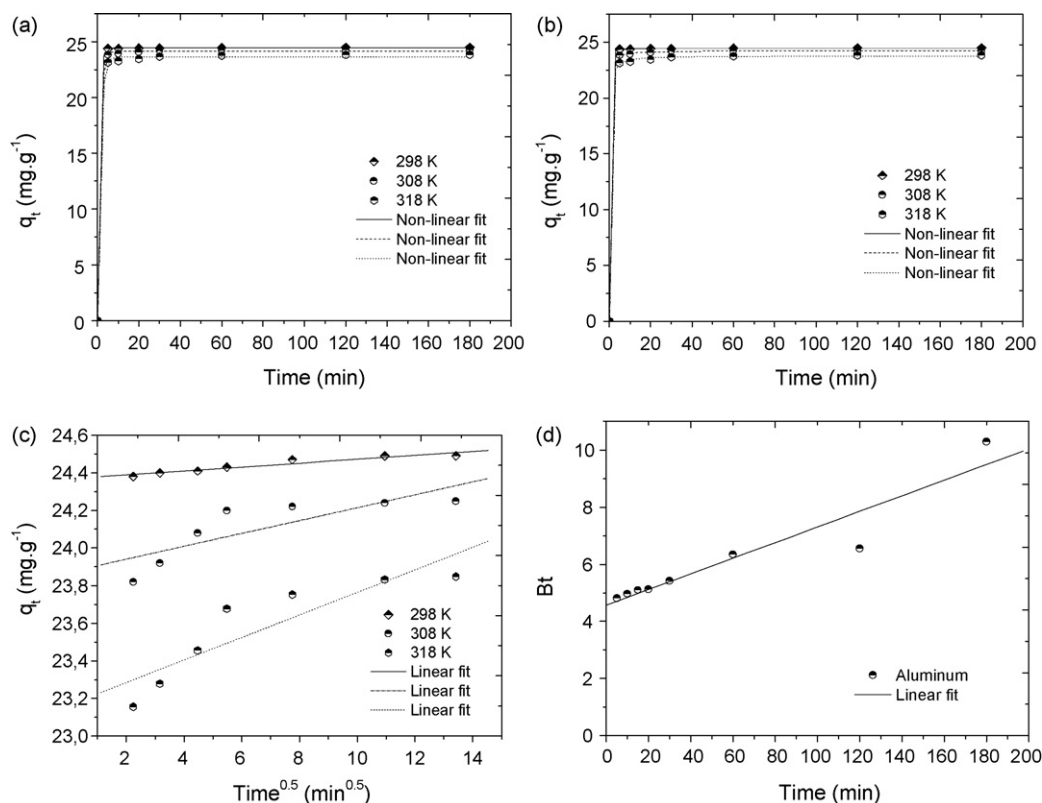 (a)
25
20
15
10
5
0
q_t (mg.g⁻¹)
298 K
308 K
318 K
Non-linear fit
Non-linear fit
Non-linear fit
0 20 40 60 80 100 120 140 160 180 200
Time (min)
(b)
25
20
15
10
5
0
q_t (mg.g⁻¹)
298 K
308 K
318 K
Non-linear fit
Non-linear fit
Non-linear fit
0 20 40 60 80 100 120 140 160 180 200
Time (min)
(c)
24,6
24,4
24,2
24,0
23,8
23,6
23,4
23,2
23,0
q_t (mg.g⁻¹)
298 K
308 K
318 K
Linear fit
Linear fit
Linear fit
2 4 6 8 10 12 14
Time⁰·⁵ (min⁰·⁵)
(d)
10
8
6
4
2
0
Bt
Aluminum
Linear fit
0 20 40 60 80 100 120 140 160 180 200
Time (min)